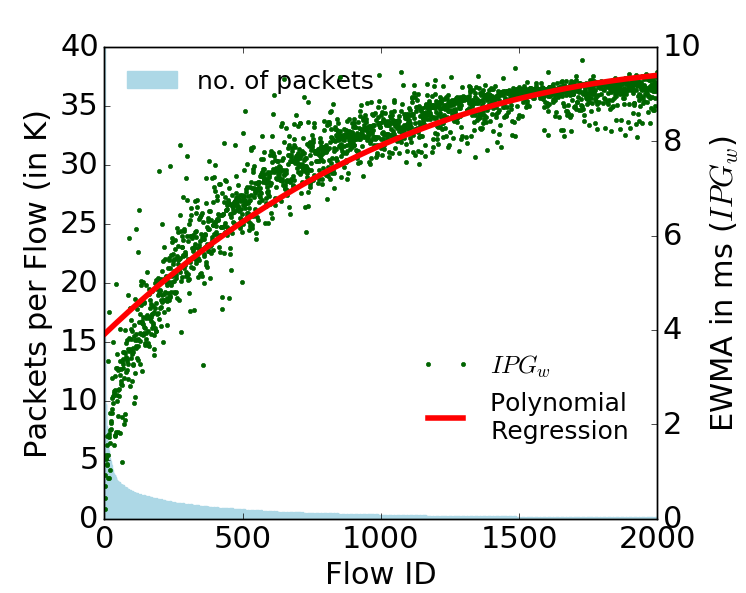 no. of packets
Packets per Flow (in K)
40
35
30
25
20
15
10
5
0
10
8
6
4
2
0
EWMA in ms (IPG_w)
IPG_w
Polynomial
Regression
0 500 1000 1500 2000
Flow ID